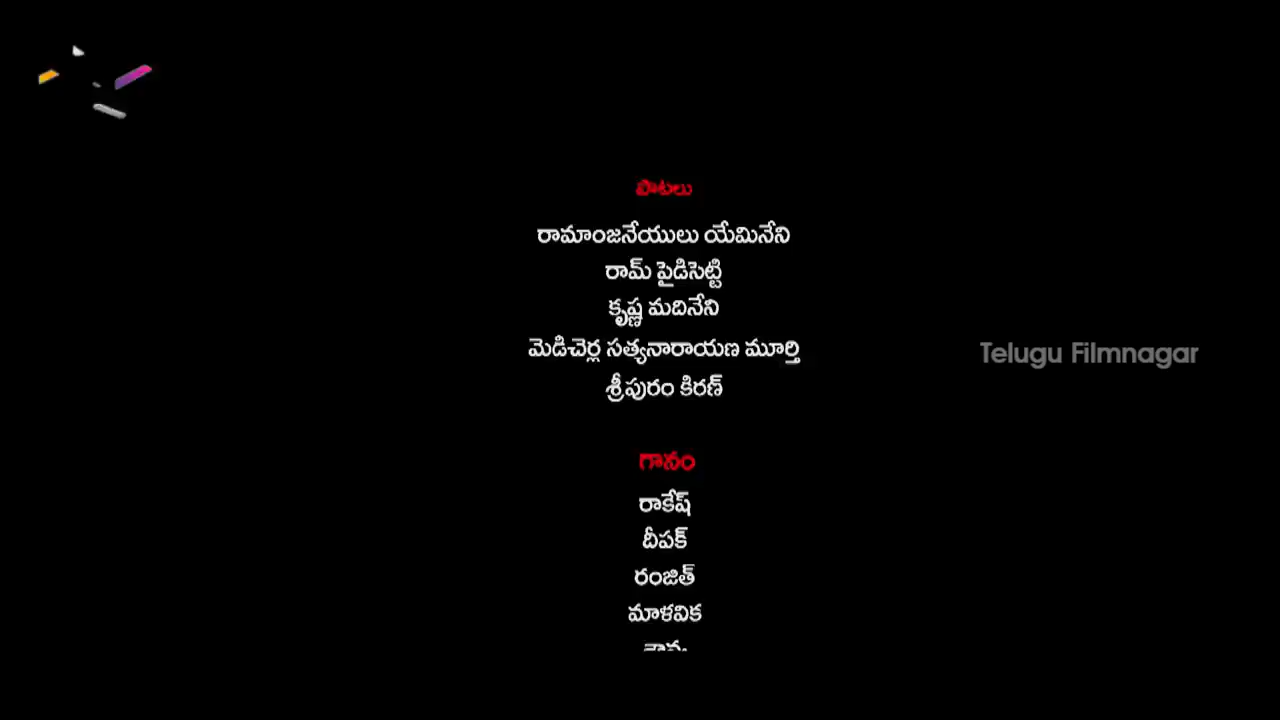 పాటలు
రామాంజనేయులు యేమినేని
రామ్ పైడిసెట్టి
కృష్ణ మదినేని
మెడిచెర్ల సత్యనారాయణ మూర్తి
శ్రీపురం కిరణ్
Telugu Filmnagar
గానం
రాకేష్
దీపక్
రంజిత్
మాళవిక